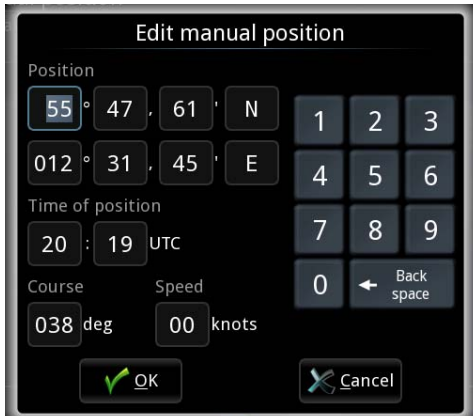 Edit manual position
Position
55 ° 47 , 61 ' N
012 ° 31 , 45 ' E
Time of position
20 : 19 UTC
Course Speed
038 deg 00 knots
1 2 3
4 5 6
7 8 9
0 Back space
OK Cancel